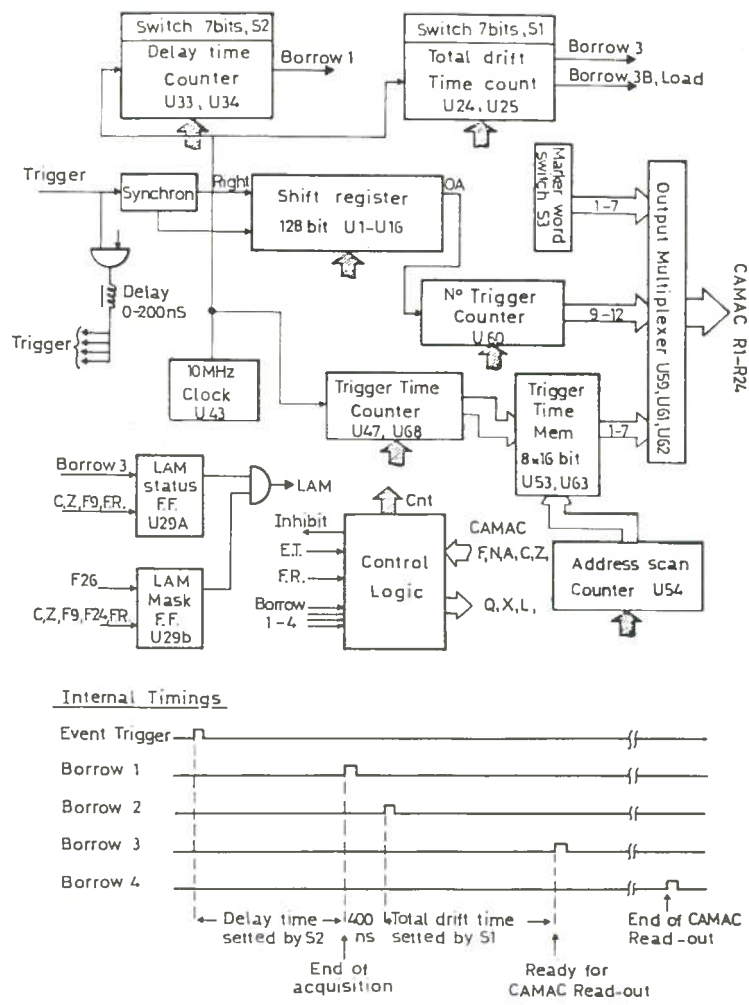 Switch 7bits, S2
Delay time
Counter
U33, U34
Borrow 1
Switch 7bits, S1
Total drift
Time count
U24, U25
Borrow 3
Borrow 3B, Load
Trigger
Synchron
Right
Shift register
128 bit U1-U16
OA
Marker word
switch S3
1-7
Output Multiplexer U59, U61, U62
CAMAC R1-R24
Delay
0-200nS
Trigger
Nº Trigger
Counter
U60
9-12
10MHz
Clock
U43
Trigger Time
Counter
U47, U68
Trigger
Time
Mem
8x16 bit
U53, U63
1-7
Borrow 3
C,Z,F9,F.R.
LAM
status
F.F.
U29A
LAM
F26
C,Z,F9,F24,F.R.
LAM
Mask
F.F.
U29b
Cnt
Inhibit
E.T.
F.R.
Borrow
1-4
Control
Logic
CAMAC
F,N,A,C,Z,
Q,X,L,
Address scan
Counter U54
Internal Timings
Event Trigger
Borrow 1
Borrow 2
Borrow 3
Borrow 4
Delay time
setted by S2
400
ns
Total drift time
setted by S1
End of CAMAC
Read-out
End of
acquisition
Ready for
CAMAC Read-out